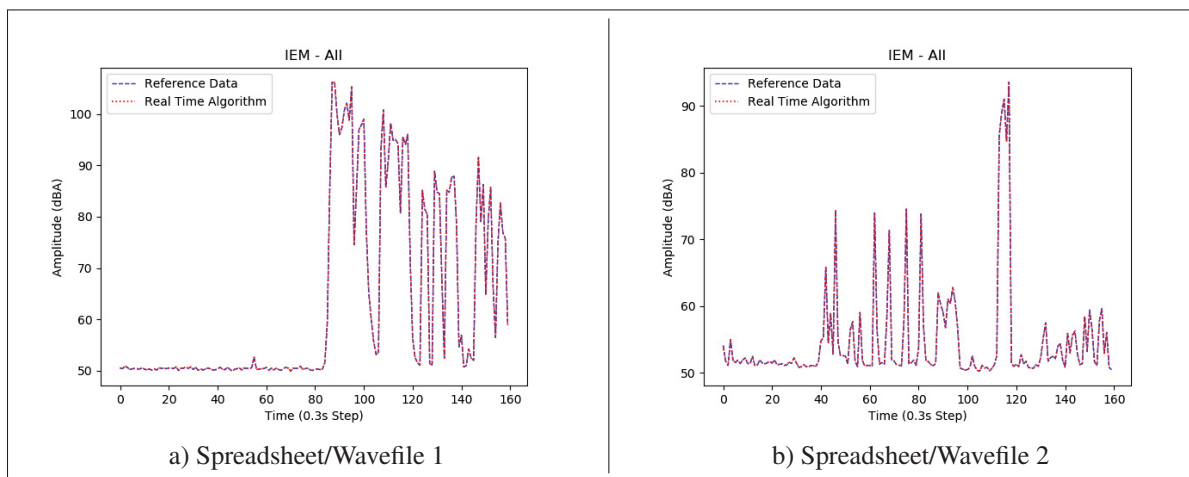 IEM - All
Reference Data
Real Time Algorithm
100
90
80
70
60
50
Amplitude (dBA)
0 20 40 60 80 100 120 140 160
Time (0.3s Step)
a) Spreadsheet/Wavefile 1
IEM - All
Reference Data
Real Time Algorithm
90
80
70
60
50
Amplitude (dBA)
0 20 40 60 80 100 120 140 160
Time (0.3s Step)
b) Spreadsheet/Wavefile 2